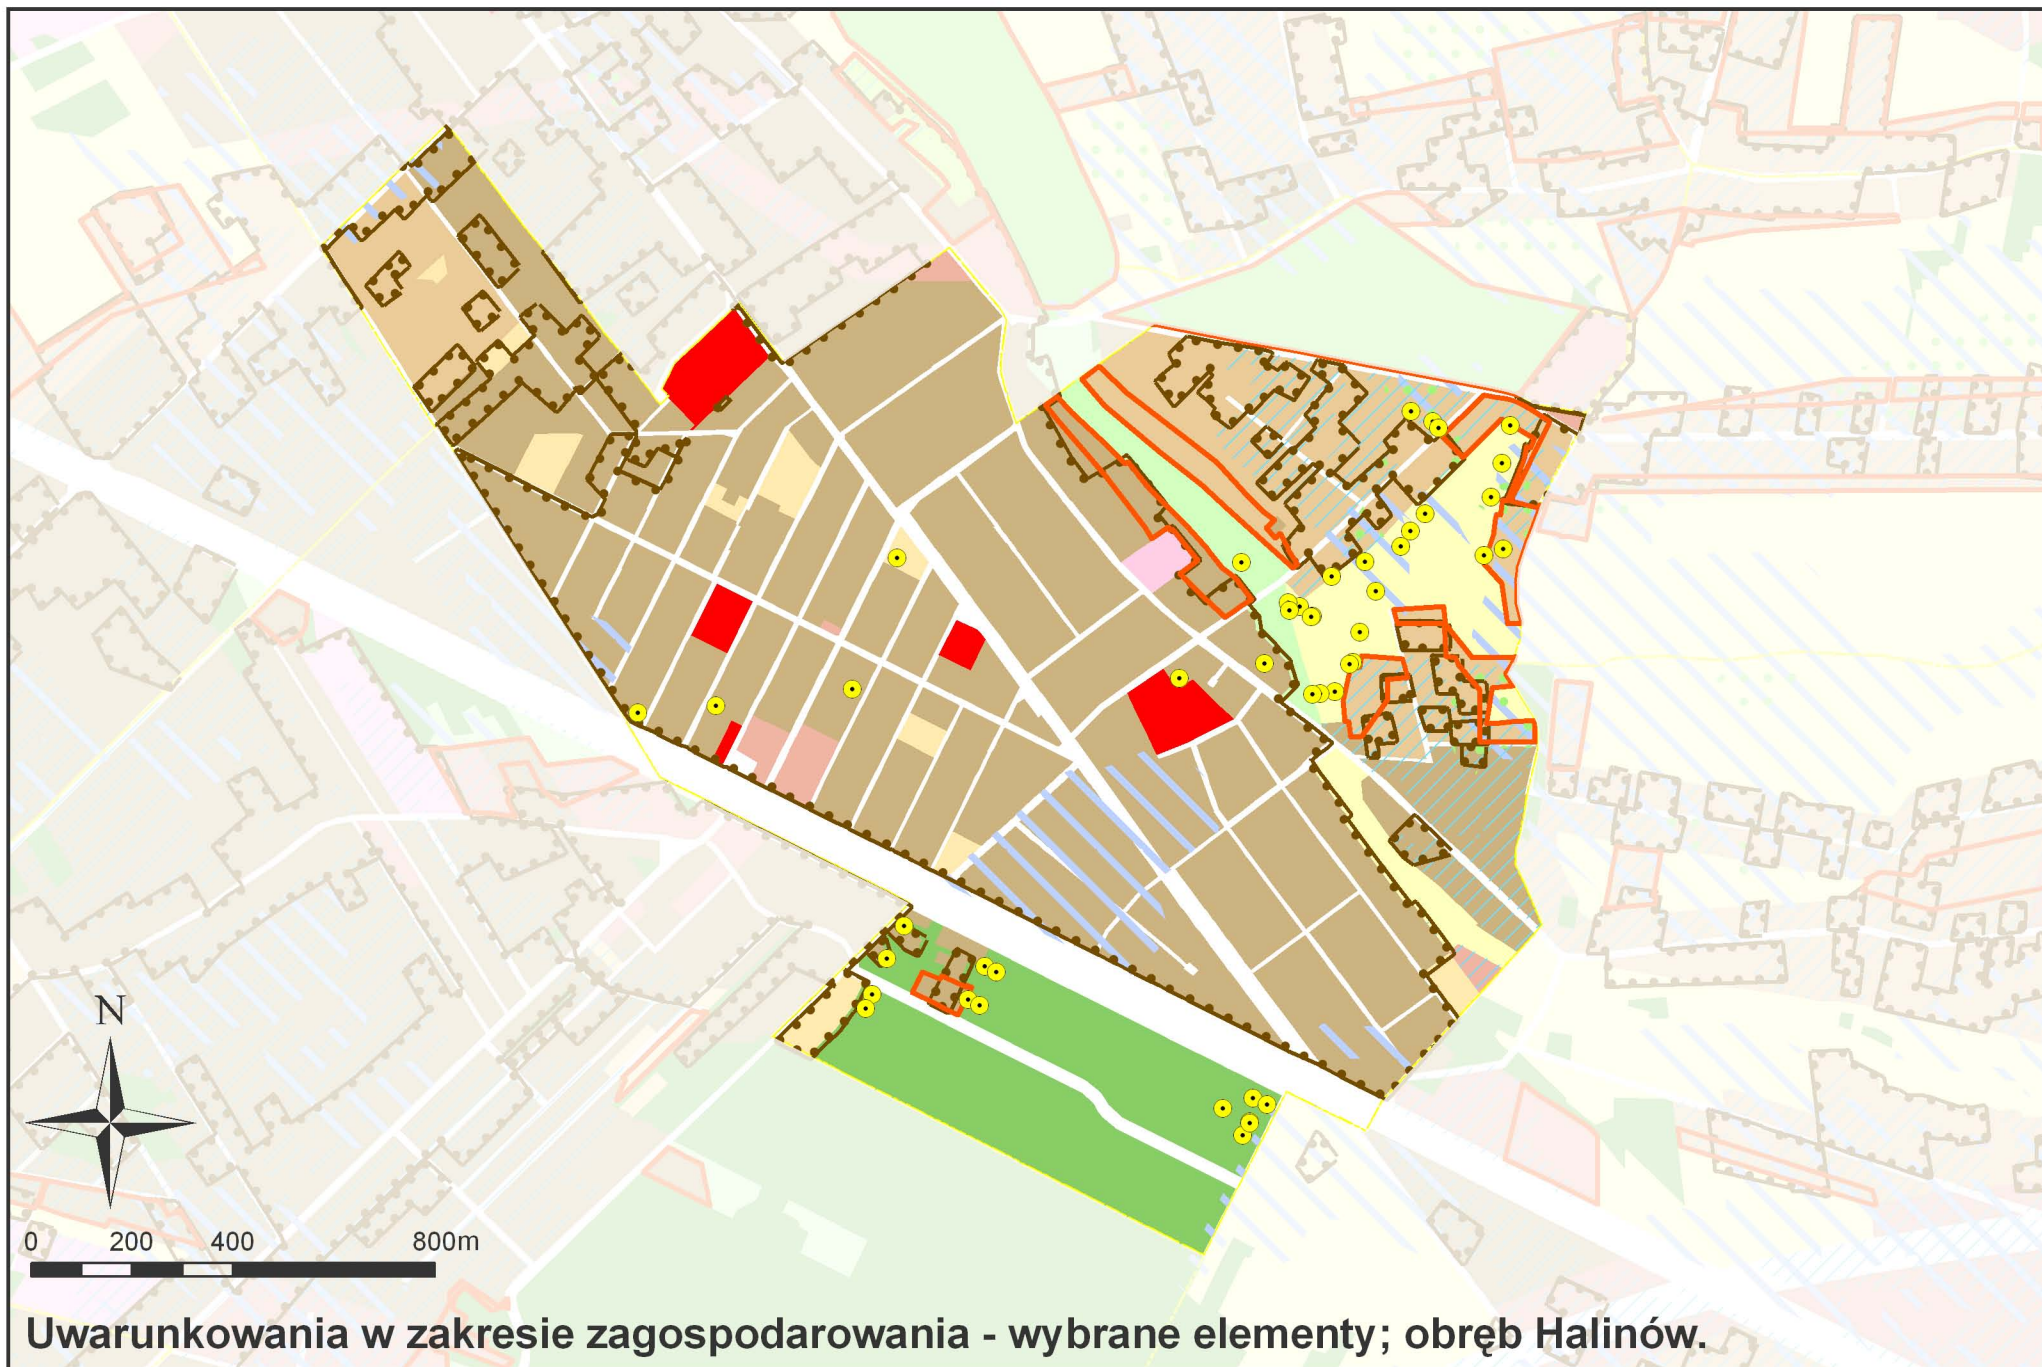 N
0 200 400 800m
Uwarunkowania w zakresie zagospodarowania - wybrane elementy; obręb Halinów.